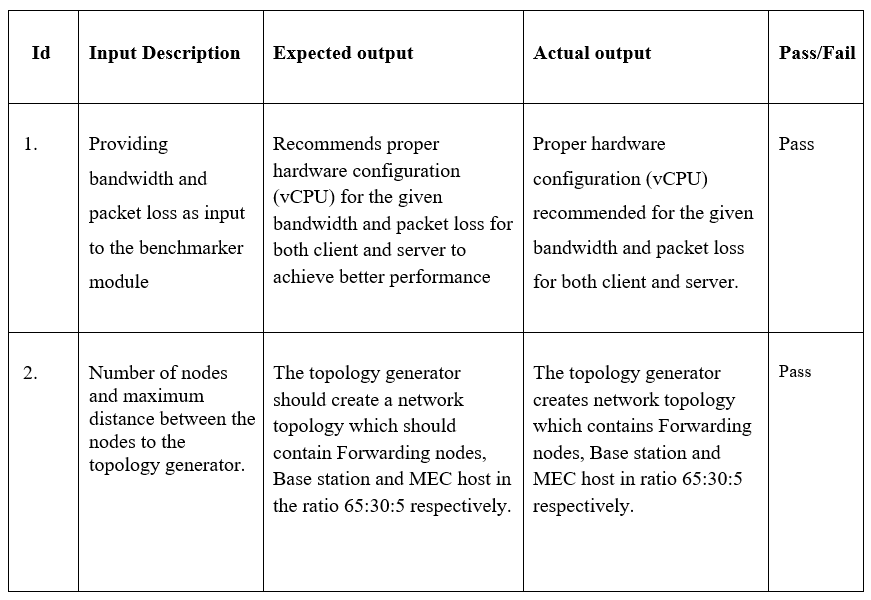 Id
Input Description
Expected output
Actual output
Pass/Fail
1.
Providing
bandwidth and
packet loss as input
to the benchmarker
module
Recommends proper
hardware configuration
(vCPU) for the given
bandwidth and packet loss for
both client and server to
achieve better performance
Proper hardware
configuration (vCPU)
recommended for the given
bandwidth and packet loss
for both client and server.
Pass
2.
Number of nodes
and maximum
distance between the
nodes to the
topology generator.
The topology generator
should create a network
topology which should
contain Forwarding nodes,
Base station and MEC host in
the ratio 65:30:5 respectively.
The topology generator
creates network topology
which contains Forwarding
nodes, Base station and
MEC host in ratio 65:30:5
respectively.
Pass